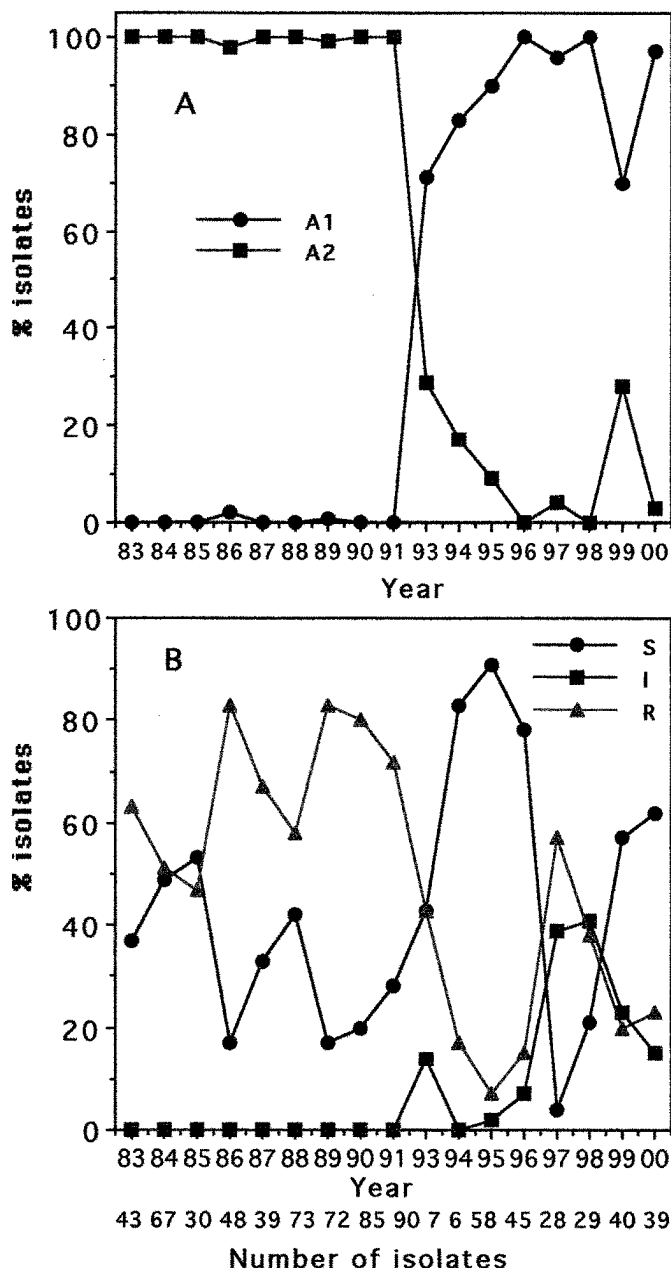 100
80
60
40
20
0
% isolates
A
A1
A2
83 84 85 86 87 88 89 90 91 93 94 95 96 97 98 99 00
Year
100
80
60
40
20
0
% isolates
B
S
I
R
83 84 85 86 87 88 89 90 91 93 94 95 96 97 98 99 00
Year
43 67 30 48 39 73 72 85 90 7 6 58 45 28 29 40 39
Number of isolates